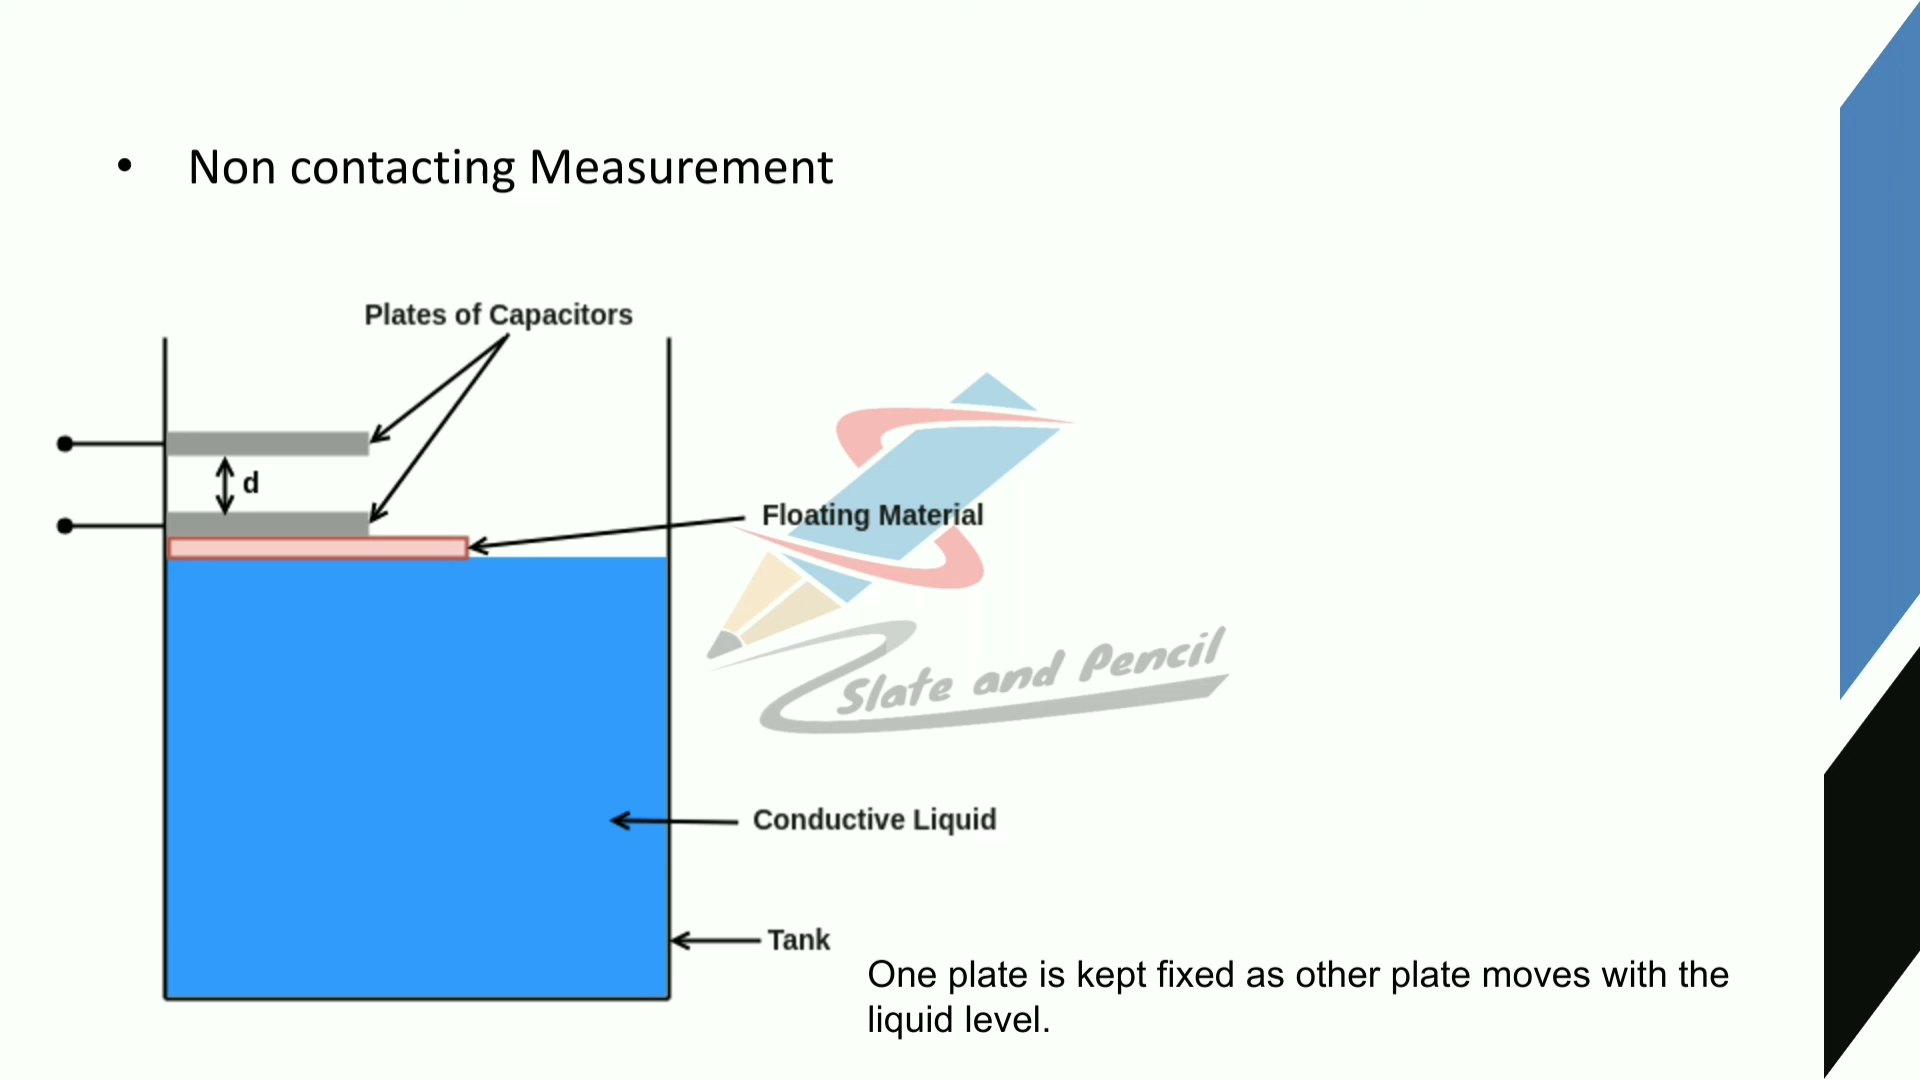 • Non contacting Measurement
Plates of Capacitors
d
Floating Material
Slate and Pencil
Conductive Liquid
Tank
One plate is kept fixed as other plate moves with the
liquid level.